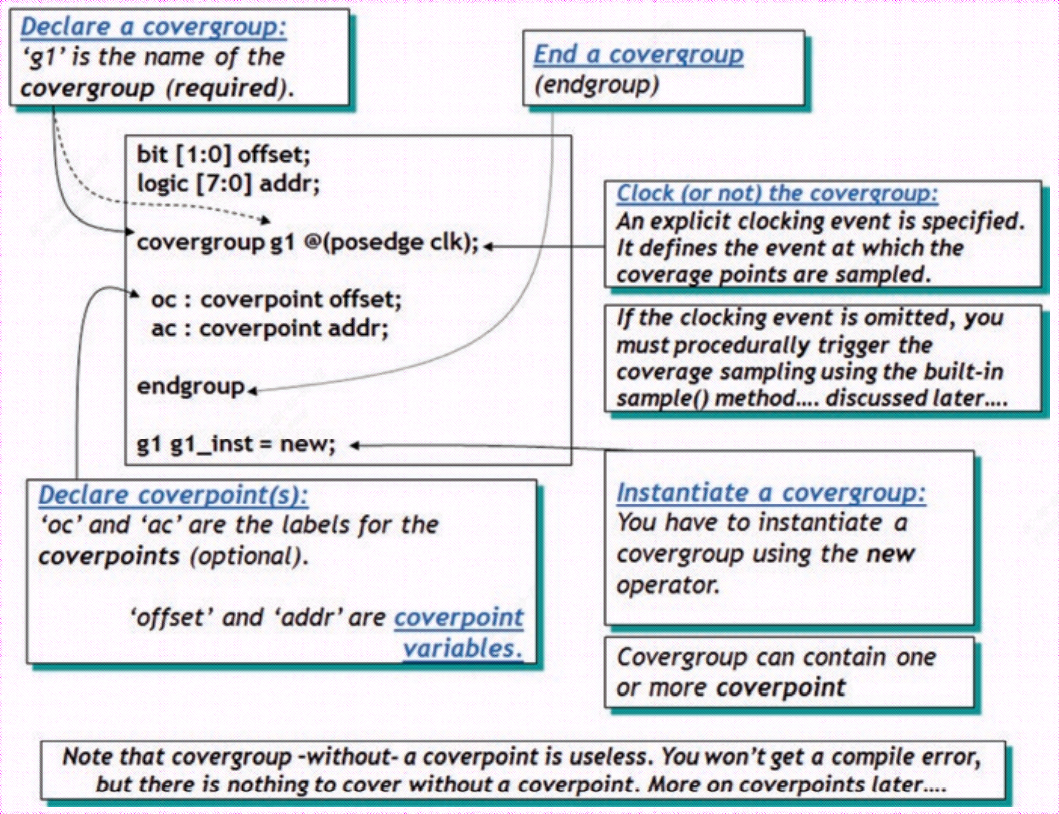 Declare a covergroup:
‘g1’ is the name of the
covergroup (required).
End a covergroup
(endgroup)
bit [1:0] offset;
logic [7:0] addr;
covergroup g1 @(posedge clk);
oc : coverpoint offset;
ac : coverpoint addr;
endgroup
g1 g1_inst = new;
Clock (or not) the covergroup:
An explicit clocking event is specified.
It defines the event at which the
coverage points are sampled.
If the clocking event is omitted, you
must procedurally trigger the
coverage sampling using the built-in
sample() method…. discussed later….
Declare coverpoint(s):
‘oc’ and ‘ac’ are the labels for the
coverpoints (optional).
‘offset’ and ‘addr’ are coverpoint
variables.
Instantiate a covergroup:
You have to instantiate a
covergroup using the new
operator.
Covergroup can contain one
or more coverpoint
Note that covergroup -without- a coverpoint is useless. You won’t get a compile error,
but there is nothing to cover without a coverpoint. More on coverpoints later….